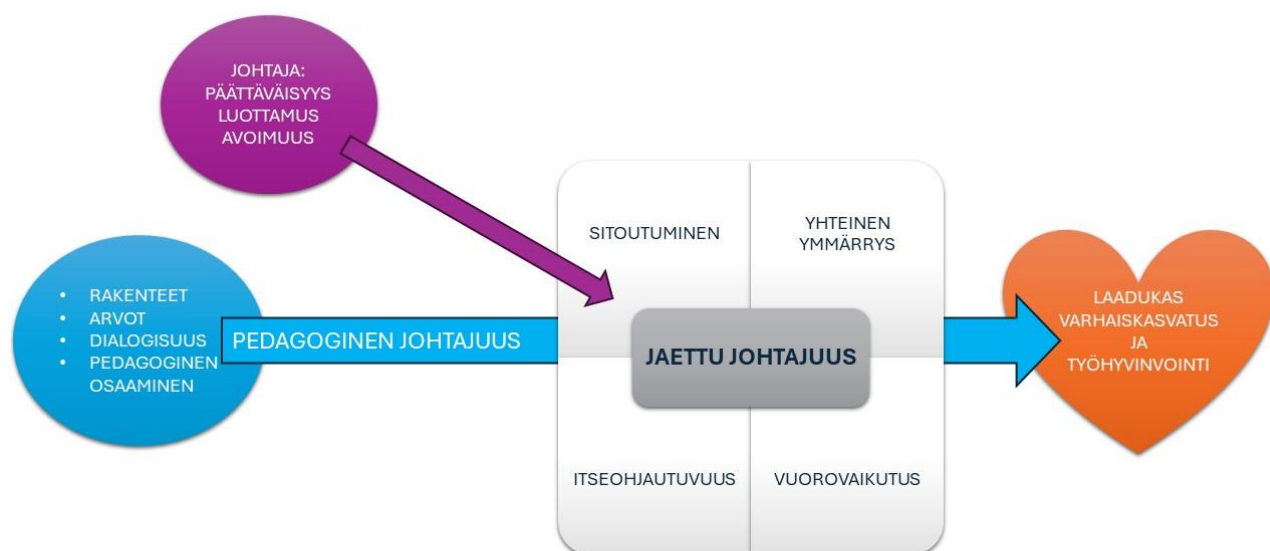 JOHTAJA:
PÄÄTTÄVÄISYYS
LUOTTAMUS
AVOIMUUS
• RAKENTEET
• ARVOT
• DIALOGISUUS
• PEDAGOGINEN
OSAAMINEN
PEDAGOGINEN JOHTAJUUS
SITOUTUMINEN
YHTEINEN
YMMÄRRYS
JAETTU JOHTAJUUS
ITSEOHJAUTUVUUS
VUOROVAIKUTUS
LAADUKAS
VARHAISKASVATUS
JA
TYÖHYVINVOINTI